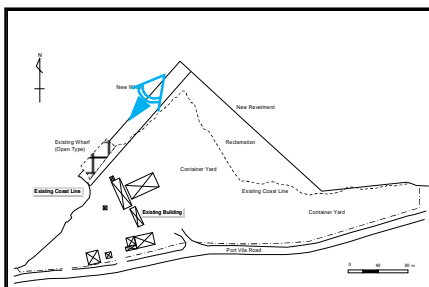 N
New W
New Revetment
Existing Wharf
(Open Type)
Reclamation
Container Yard
Existing Coast Line
Existing Coast Line
Existing Building
Container Yard
Port Vila Road
0 40 80 m